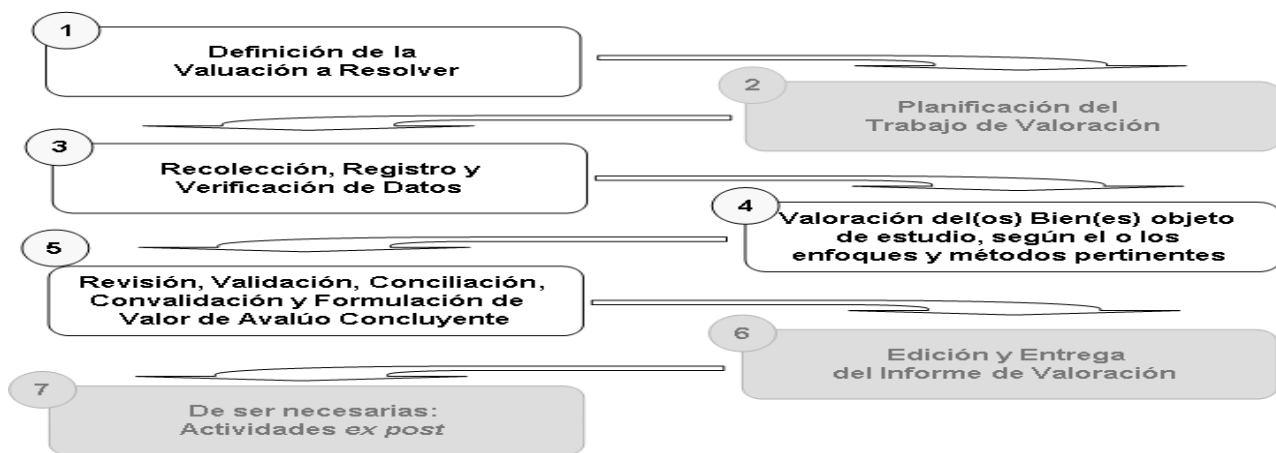 1
Definición de la
Valuación a Resolver
2
Planificación del
Trabajo de Valoración
3
Recolección, Registro y
Verificación de Datos
4
Valoración del(os) Bien(es) objeto
de estudio, según el o los
enfoques y métodos pertinentes
5
Revisión, Validación, Conciliación,
Convalidación y Formulación de
Valor de Avalúo Concluyente
6
Edición y Entrega
del Informe de Valoración
7
De ser necesarias:
Actividades ex post